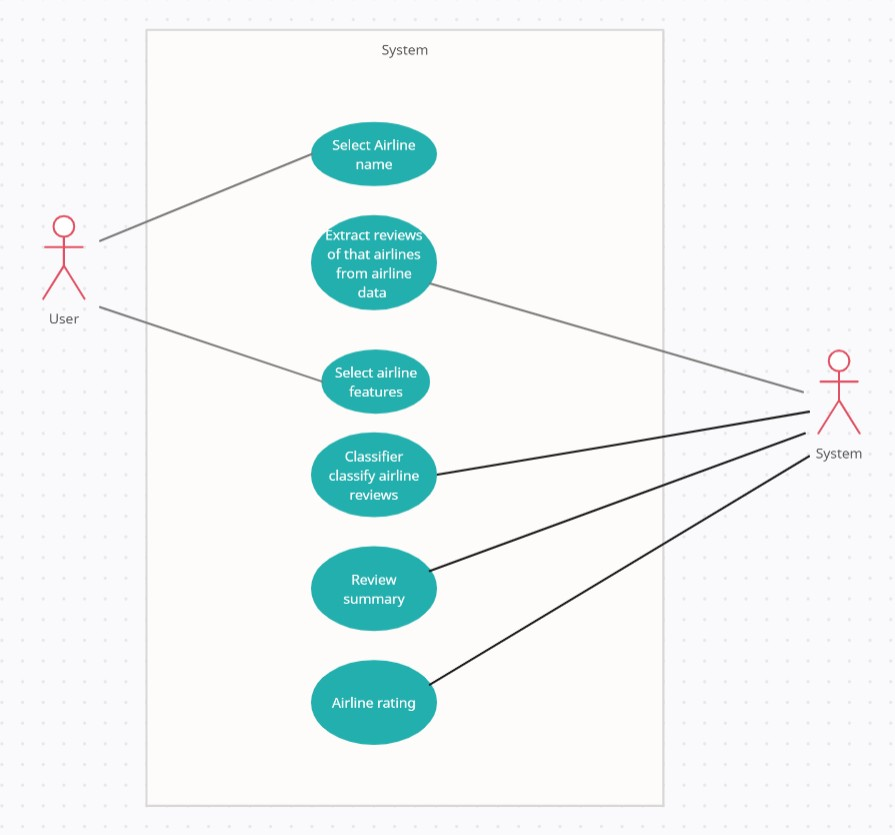 System
Select Airline
name
Extract reviews
of that airlines
from airline
data
User
Select airline
features
Classifier
classify airline
reviews
System
Review
summary
Airline rating